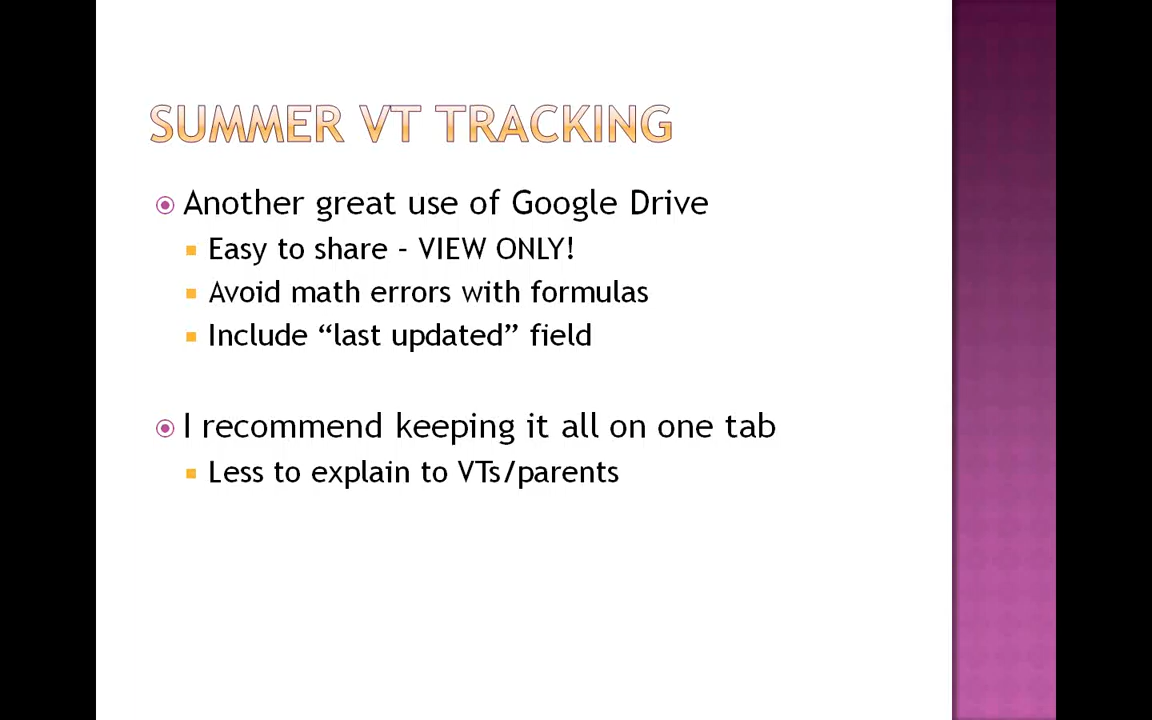 SUMMER VT TRACKING
Another great use of Google Drive
Easy to share – VIEW ONLY!
Avoid math errors with formulas
Include “last updated” field
I recommend keeping it all on one tab
Less to explain to VTs/parents